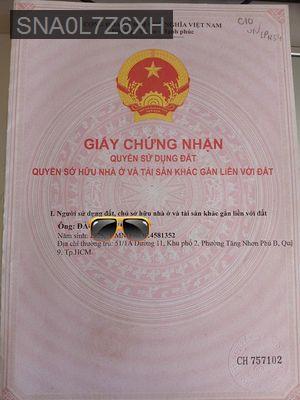 SNA0L7Z6XH
NGHĨA VIỆT NAM
phúc
C10
GIẤY CHỨNG NHẬN
QUYỀN SỬ DỤNG ĐẤT
QUYỀN SỞ HỮU NHÀ Ở VÀ TÀI SẢN KHÁC GẮN LIỀN VỚI ĐẤT
I. Người sử dụng đất, chủ sở hữu nhà ở và tài sản khác gắn liền với đất
Ông:
Năm sinh: 4581352
Địa chỉ thường trú: 51/1A Đường 11, Khu phố 2, Phường Tăng Nhơn Phú B, Quận
9, Tp.HCM.
CH 757102